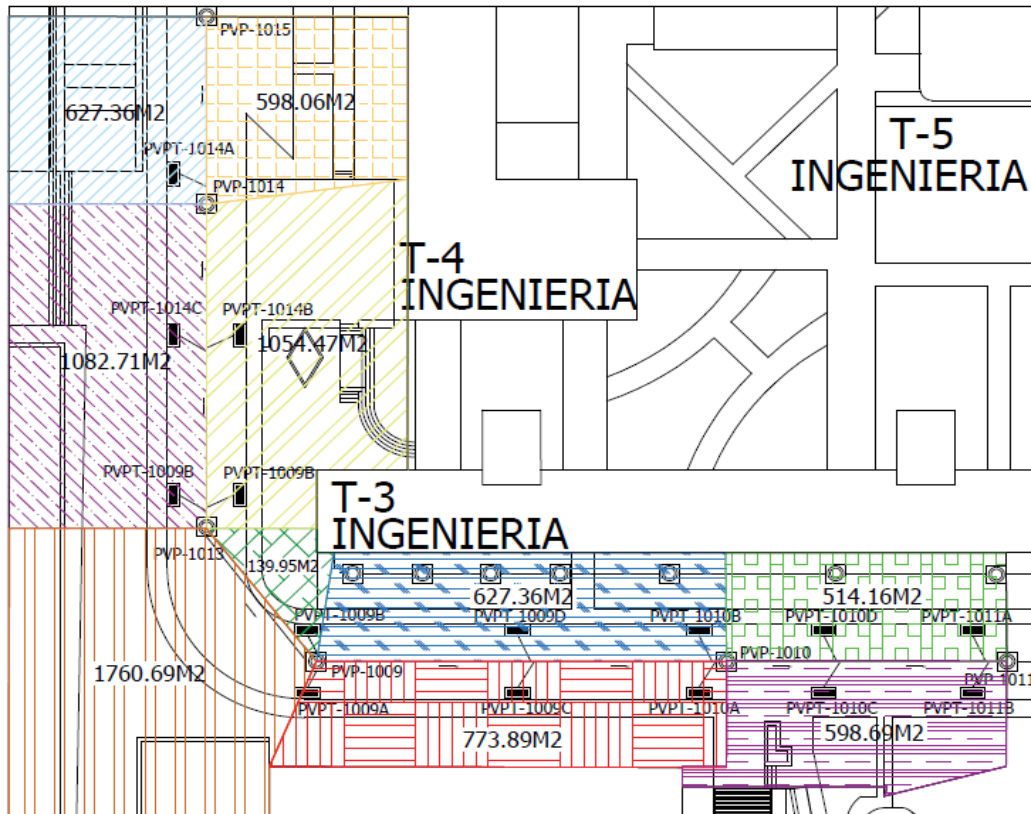 PVP-1015
627.36M2
598.06M2
T-5
INGENIERIA
PVPT-1014A
PVP-1014
T-4
INGENIERIA
PVPT-1014C
PVPT-1014B
1082.71M2
1054.47M2
PVPT-1009B
PVPT-1009B
T-3
INGENIERIA
PVP-1013
139.95M2
627.36M2
514.16M2
PVPT-1009B
PVPT-1009D
PVPT-1010B
PVPT-1010D
PVPT-1011A
1760.69M2
PVP-1009
PVP-1010
PVP-1011
PVPT-1009A
PVPT-1009C
PVPT-1010A
PVPT-1010C
PVPT-1011B
773.89M2
598.69M2